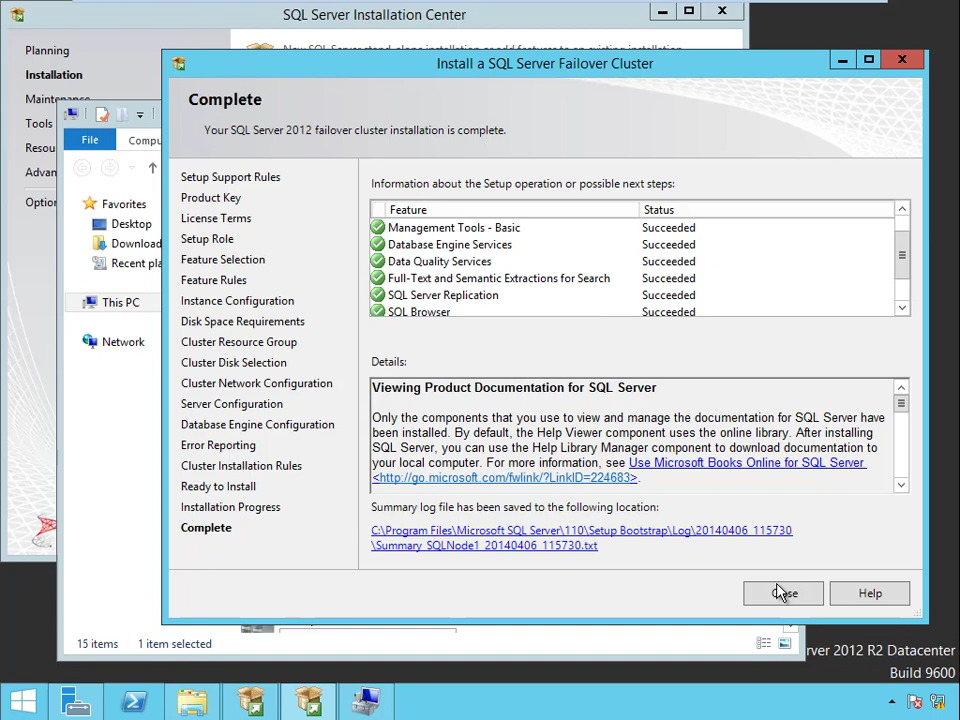 SQL Server Installation Center
Planning
Installation
Maintenance
Tools
Resou
Advan
Option
File
Compu
Favorites
Desktop
Download
Recent pla
This PC
Network
15 items
1 item selected
Install a SQL Server Failover Cluster
Complete
Your SQL Server 2012 failover cluster installation is complete.
Setup Support Rules
Product Key
License Terms
Setup Role
Feature Selection
Feature Rules
Instance Configuration
Disk Space Requirements
Cluster Resource Group
Cluster Disk Selection
Cluster Network Configuration
Server Configuration
Database Engine Configuration
Error Reporting
Cluster Installation Rules
Ready to Install
Installation Progress
Complete
Information about the Setup operation or possible next steps:
Feature Status
Management Tools - Basic Succeeded
Database Engine Services Succeeded
Data Quality Services Succeeded
Full-Text and Semantic Extractions for Search Succeeded
SQL Server Replication Succeeded
SQL Browser Succeeded
Details:
Viewing Product Documentation for SQL Server
Only the components that you use to view and manage the documentation for SQL Server have
been installed. By default, the Help Viewer component uses the online library. After installing
SQL Server, you can use the Help Library Manager component to download documentation to
your local computer. For more information, see Use Microsoft Books Online for SQL Server
<http://go.microsoft.com/fwlink/?LinkID=224683>.
Summary log file has been saved to the following location:
C:\Program Files\Microsoft SQL Server\110\Setup Bootstrap\Log\20140406_115730
\Summary_SQLNode1_20140406_115730.txt
Close
Help
rver 2012 R2 Datacenter
Build 9600